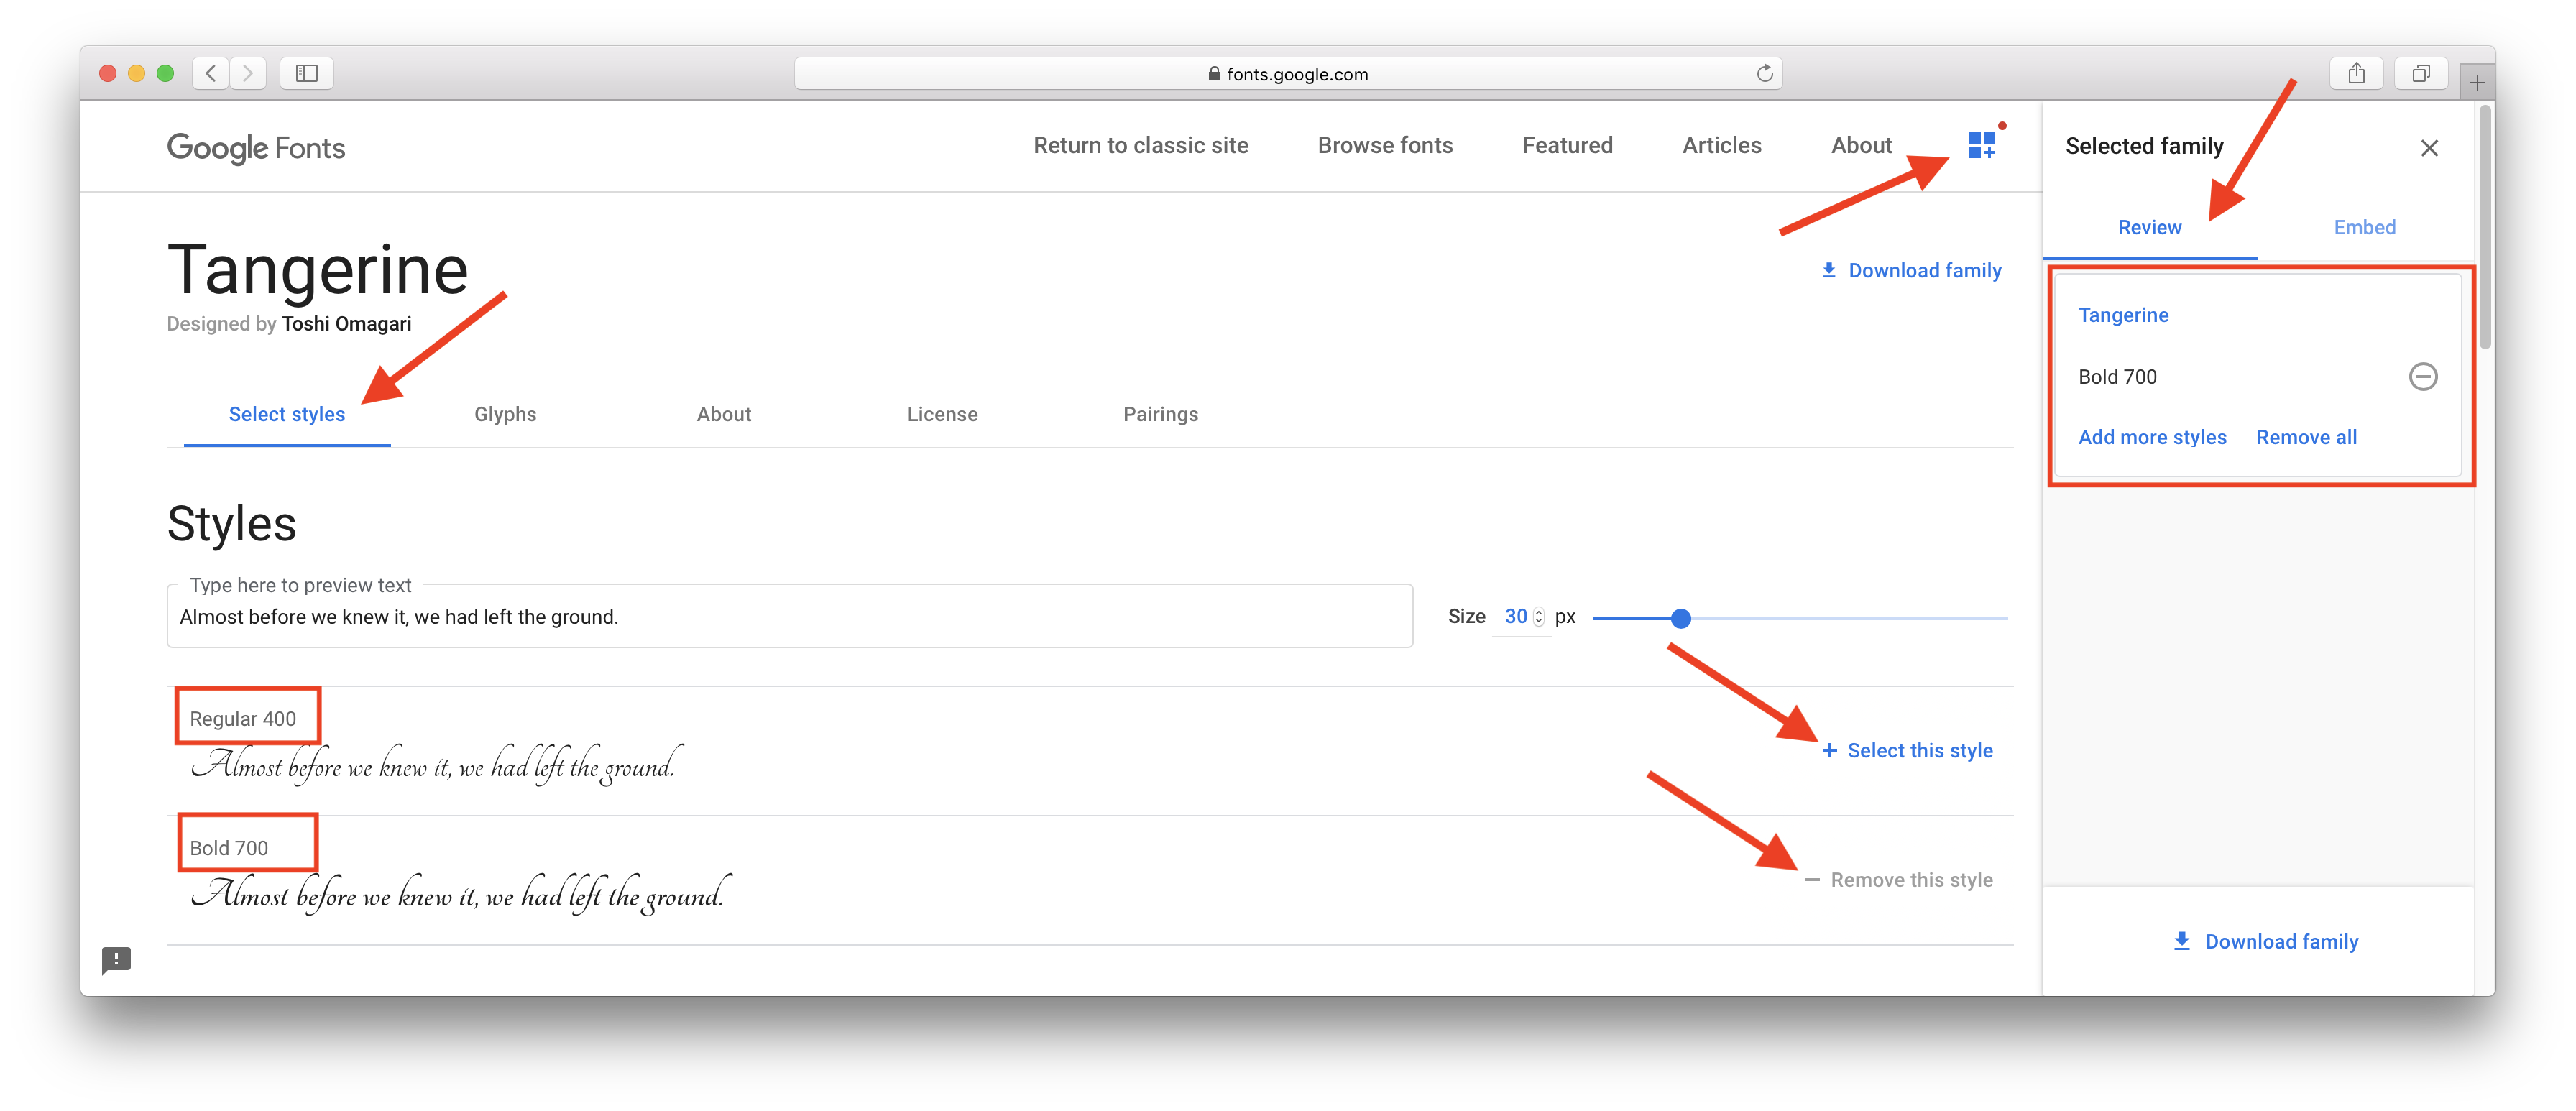 fonts.google.com
Google Fonts
Return to classic site
Browse fonts
Featured
Articles
About
Tangerine
Designed by Toshi Omagari
Download family
Select styles
Glyphs
About
License
Pairings
Styles
Type here to preview text
Almost before we knew it, we had left the ground.
Size 30 px
Regular 400
Almost before we knew it, we had left the ground.
+ Select this style
Bold 700
Almost before we knew it, we had left the ground.
− Remove this style
Selected family
Review
Embed
Tangerine
Bold 700
Add more styles
Remove all
Download family